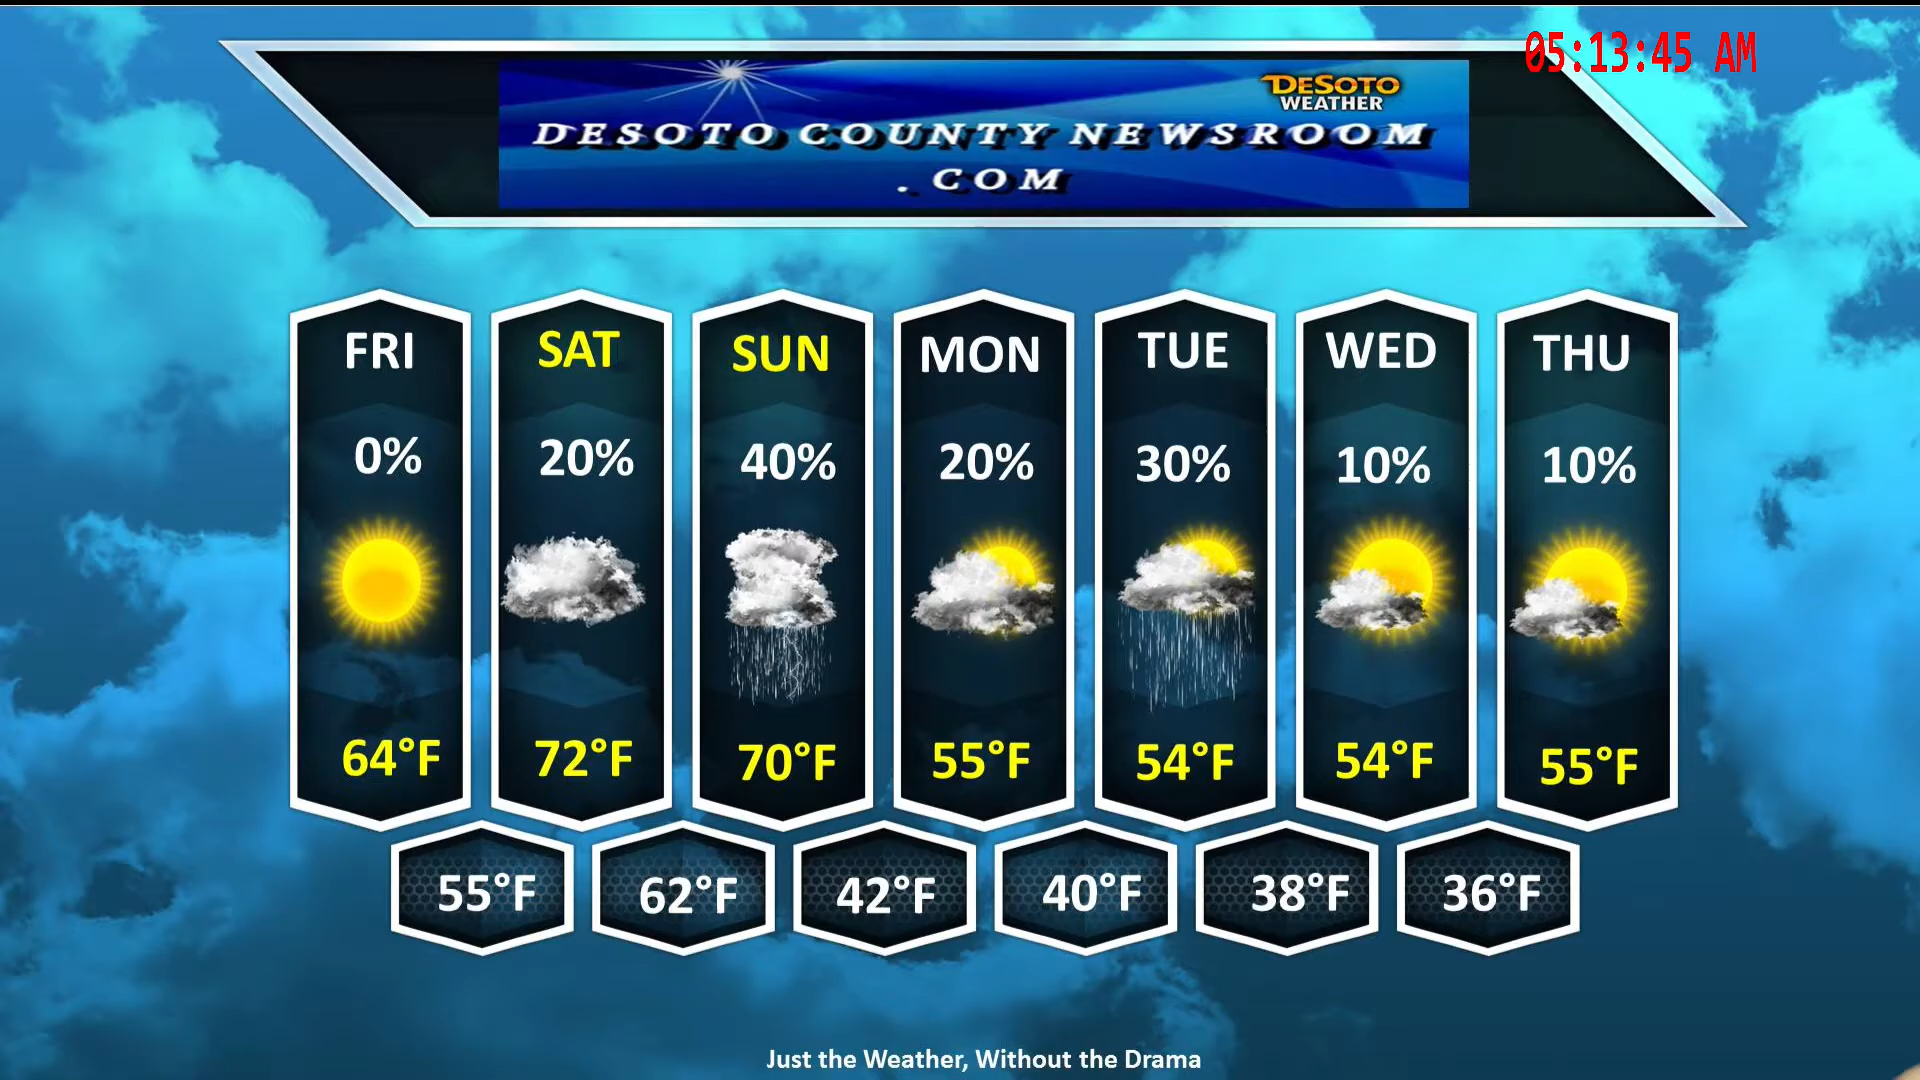 05:13:45 AM
DESOTO
WEATHER
DESOTO COUNTY NEWSROOM
.COM
FRI SAT SUN MON TUE WED THU
0% 20% 40% 20% 30% 10% 10%
64°F 72°F 70°F 55°F 54°F 54°F 55°F
55°F 62°F 42°F 40°F 38°F 36°F
Just the Weather, Without the Drama